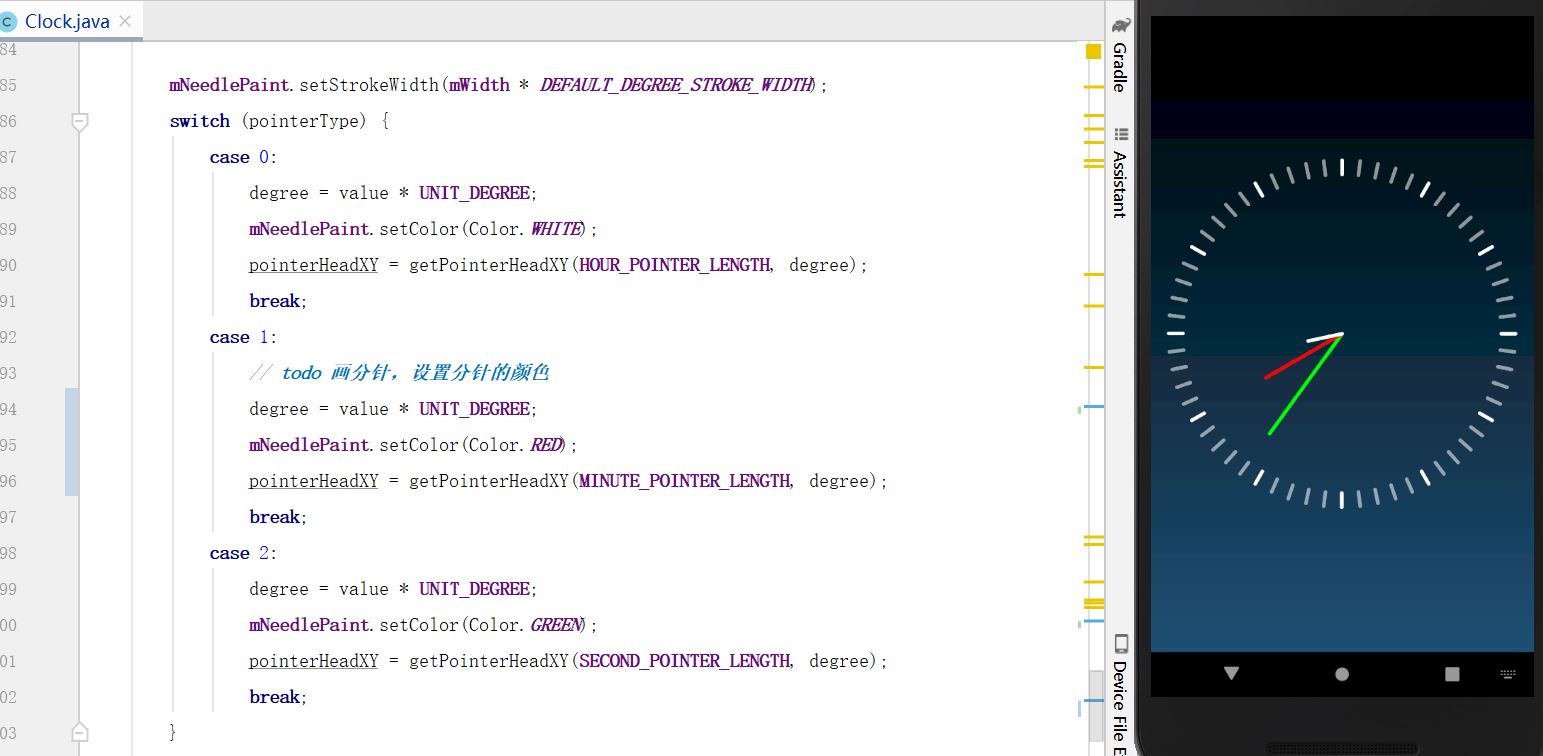 Clock.java
84
85 mNeedlePaint.setStrokeWidth(mWidth * DEFAULT_DEGREE_STROKE_WIDTH);
86 switch (pointerType) {
87 case 0:
88 degree = value * UNIT_DEGREE;
89 mNeedlePaint.setColor(Color.WHITE);
90 pointerHeadXY = getPointerHeadXY(HOUR_POINTER_LENGTH, degree);
91 break;
92 case 1:
93 // todo 画分针，设置分针的颜色
94 degree = value * UNIT_DEGREE;
95 mNeedlePaint.setColor(Color.RED);
96 pointerHeadXY = getPointerHeadXY(MINUTE_POINTER_LENGTH, degree);
97 break;
98 case 2:
99 degree = value * UNIT_DEGREE;
00 mNeedlePaint.setColor(Color.GREEN);
01 pointerHeadXY = getPointerHeadXY(SECOND_POINTER_LENGTH, degree);
02 break;
03 }
Gradle
Assistant
Device File E